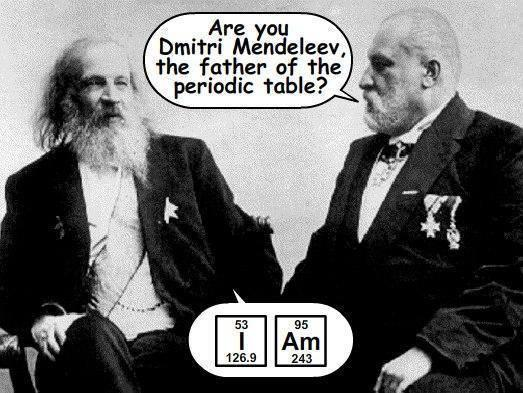 Are you
Dmitri Mendeleev,
the father of the
periodic table?
53 95
I Am
126.9 243